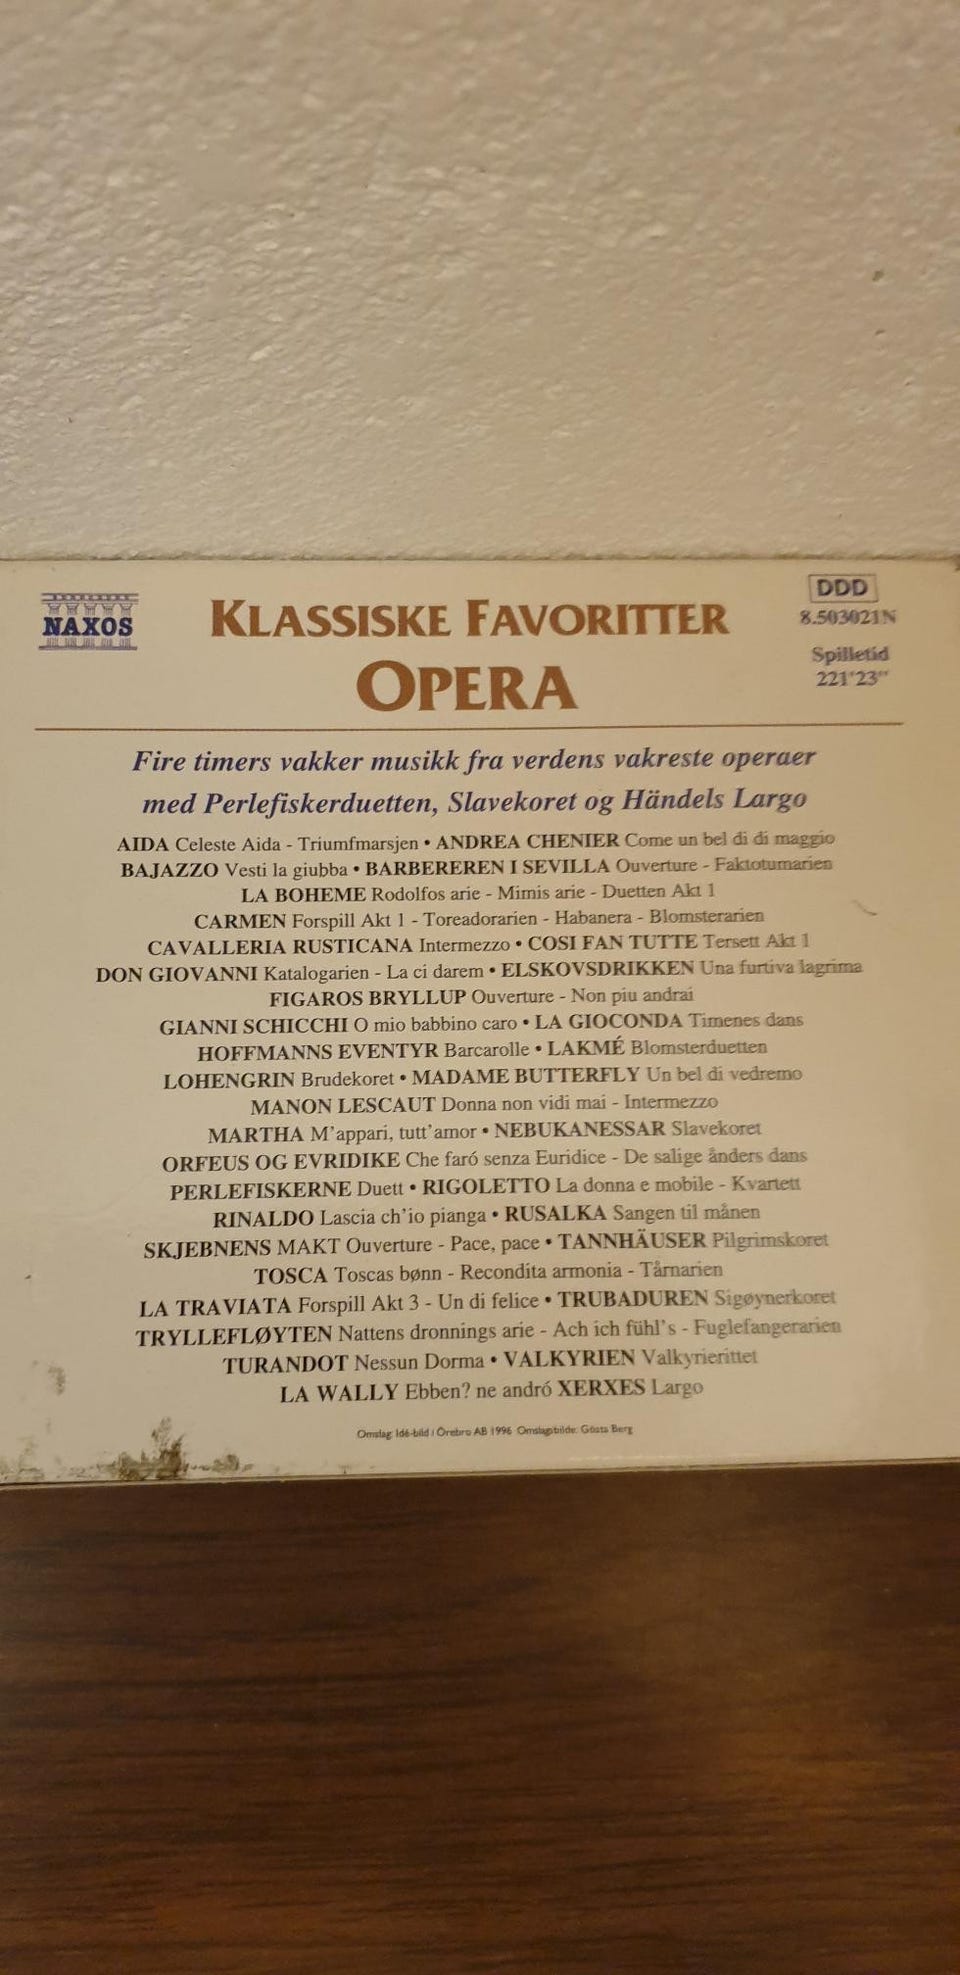 NAXOS
KLASSISKE FAVORITTER
OPERA
DDD
8.503021N
Spilletid
221'23"
Fire timers vakker musikk fra verdens vakreste operaer
med Perlefiskerduetten, Slavekoret og Händels Largo
AIDA Celeste Aida - Triumfmarsjen • ANDREA CHENIER Come un bel di di maggio
BAJAZZO Vesti la giubba • BARBEREREN I SEVILLA Ouverture - Faktotumarien
LA BOHEME Rodolfos arie - Mimis arie - Duetten Akt 1
CARMEN Forspill Akt 1 - Toreadorarien - Habanera - Blomsterarien
CAVALLERIA RUSTICANA Intermezzo • COSI FAN TUTTE Tersett Akt 1
DON GIOVANNI Katalogarien - La ci darem • ELSKOVSDRIKKEN Una furtiva lagrima
FIGAROS BRYLLUP Ouverture - Non piu andrai
GIANNI SCHICCHI O mio babbino caro • LA GIOCONDA Timenes dans
HOFFMANNS EVENTYR Barcarolle • LAKMÉ Blomsterduetten
LOHENGRIN Brudekoret • MADAME BUTTERFLY Un bel di vedremo
MANON LESCAUT Donna non vidi mai - Intermezzo
MARTHA M'appari, tutt'amor • NEBUKANESSAR Slavekoret
ORFEUS OG EVRIDIKE Che faró senza Euridice - De salige ånders dans
PERLEFISKERNE Duett • RIGOLETTO La donna e mobile - Kvartett
RINALDO Lascia ch'io pianga • RUSALKA Sangen til månen
SKJEBNENS MAKT Ouverture - Pace, pace • TANNHÄUSER Pilgrimskoret
TOSCA Toscas bønn - Recondita armonia - Tårnarien
LA TRAVIATA Forspill Akt 3 - Un di felice • TRUBADUREN Sigøynerkoret
TRYLLEFLØYTEN Nattens dronnings arie - Ach ich fühl's - Fuglefangerarien
TURANDOT Nessun Dorma • VALKYRIEN Valkyrierittet
LA WALLY Ebben? ne andró XERXES Largo
Omslag: Idé-bild i Örebro AB 1996 Omslagsbilde: Gösta Berg